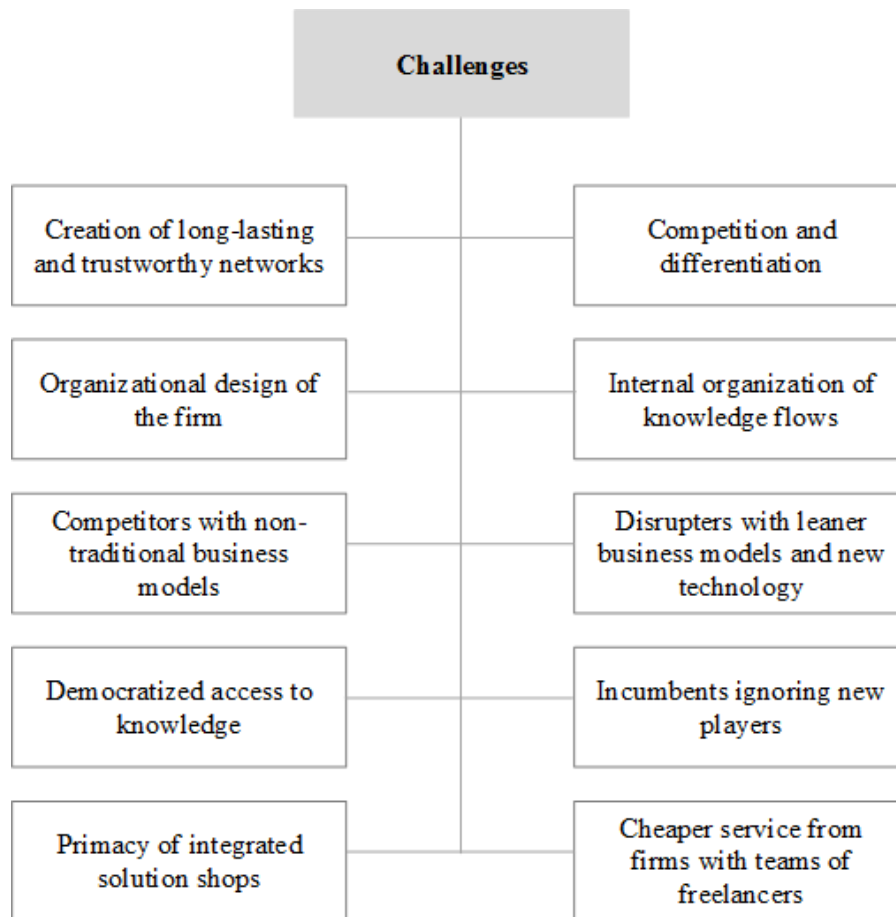 Challenges
Creation of long-lasting
and trustworthy networks
Competition and
differentiation
Organizational design of
the firm
Internal organization of
knowledge flows
Competitors with non-
traditional business
models
Disrupters with leaner
business models and new
technology
Democratized access to
knowledge
Incumbents ignoring new
players
Primacy of integrated
solution shops
Cheaper service from
firms with teams of
freelancers